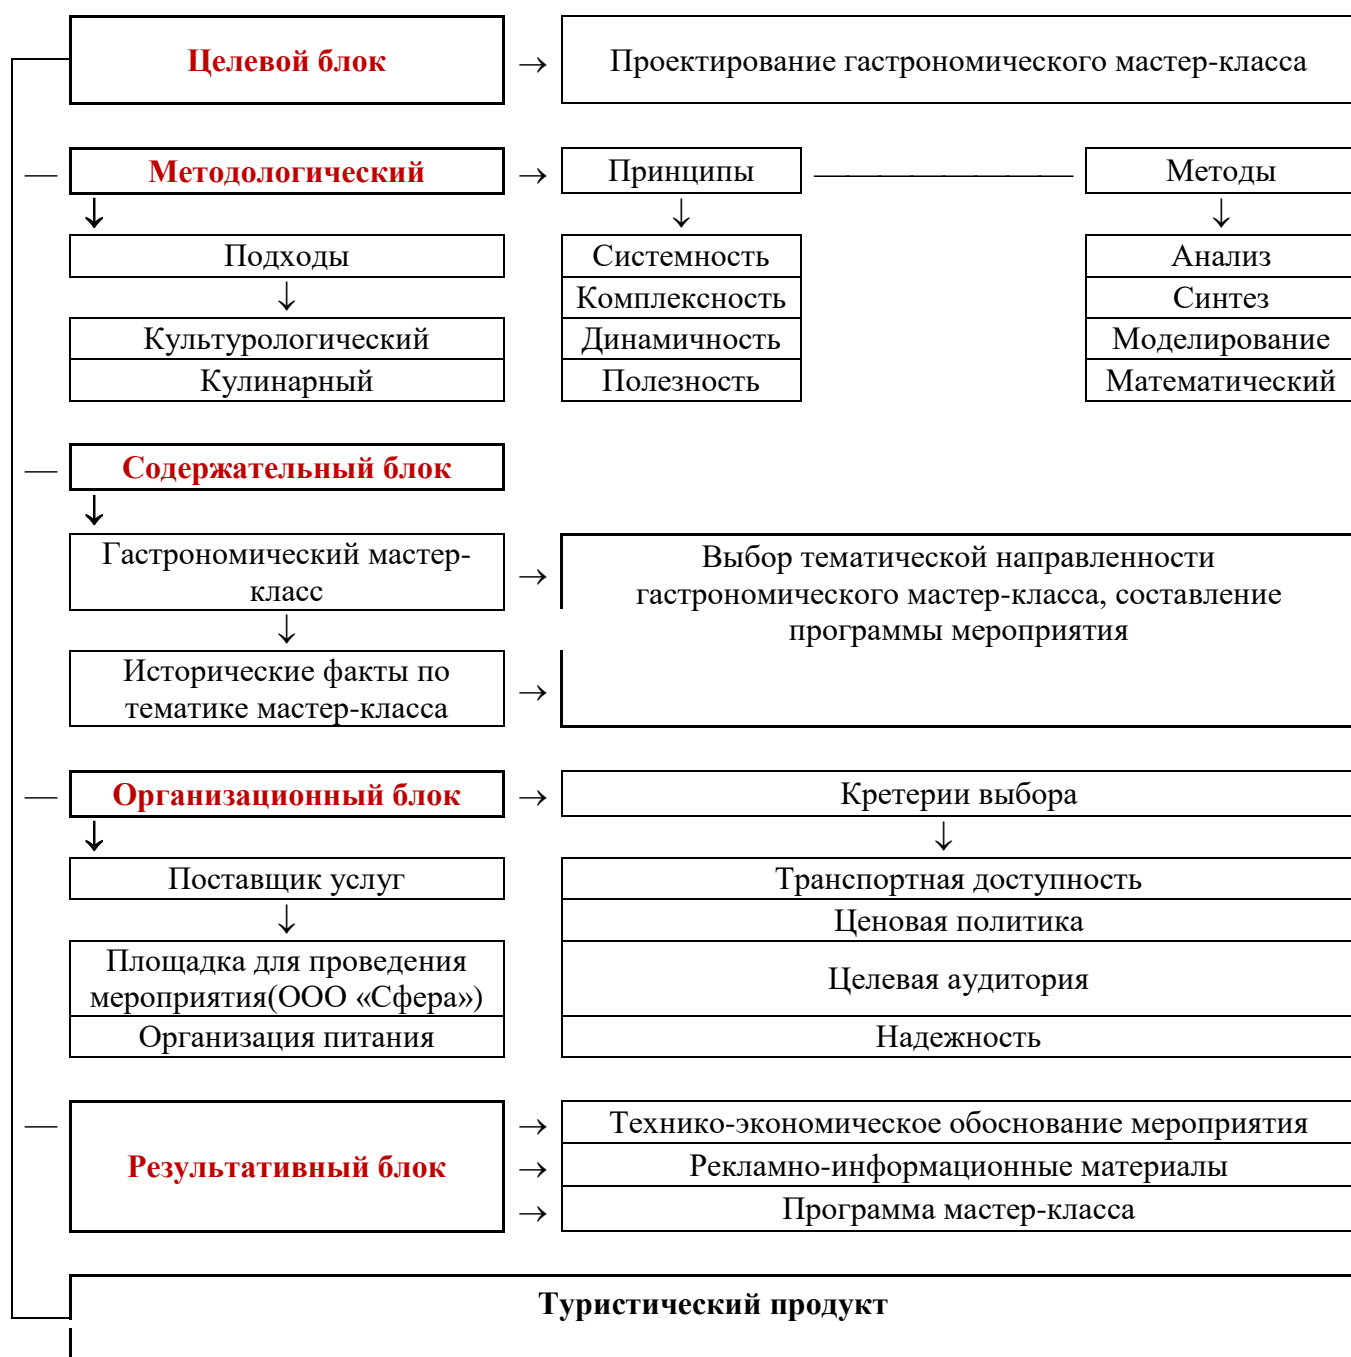 Целевой блок → Проектирование гастрономического мастер-класса
Методологический → Принципы Методы
↓ ↓ ↓
Подходы Системность Анализ
↓ Комплексность Синтез
Культурологический Динамичность Моделирование
Кулинарный Полезность Математический
Содержательный блок
↓
Гастрономический мастер-
класс
→
Выбор тематической направленности
гастрономического мастер-класса, составление
программы мероприятия
↓
Исторические факты по
тематике мастер-класса
→
Организационный блок → Кретерии выбора
↓ ↓
Поставщик услуг Транспортная доступность
↓ Ценовая политика
Площадка для проведения
мероприятия(ООО «Сфера»)
Целевая аудитория
Организация питания Надежность
Результативный блок
→ Технико-экономическое обоснование мероприятия
→ Рекламно-информационные материалы
→ Программа мастер-класса
Туристический продукт